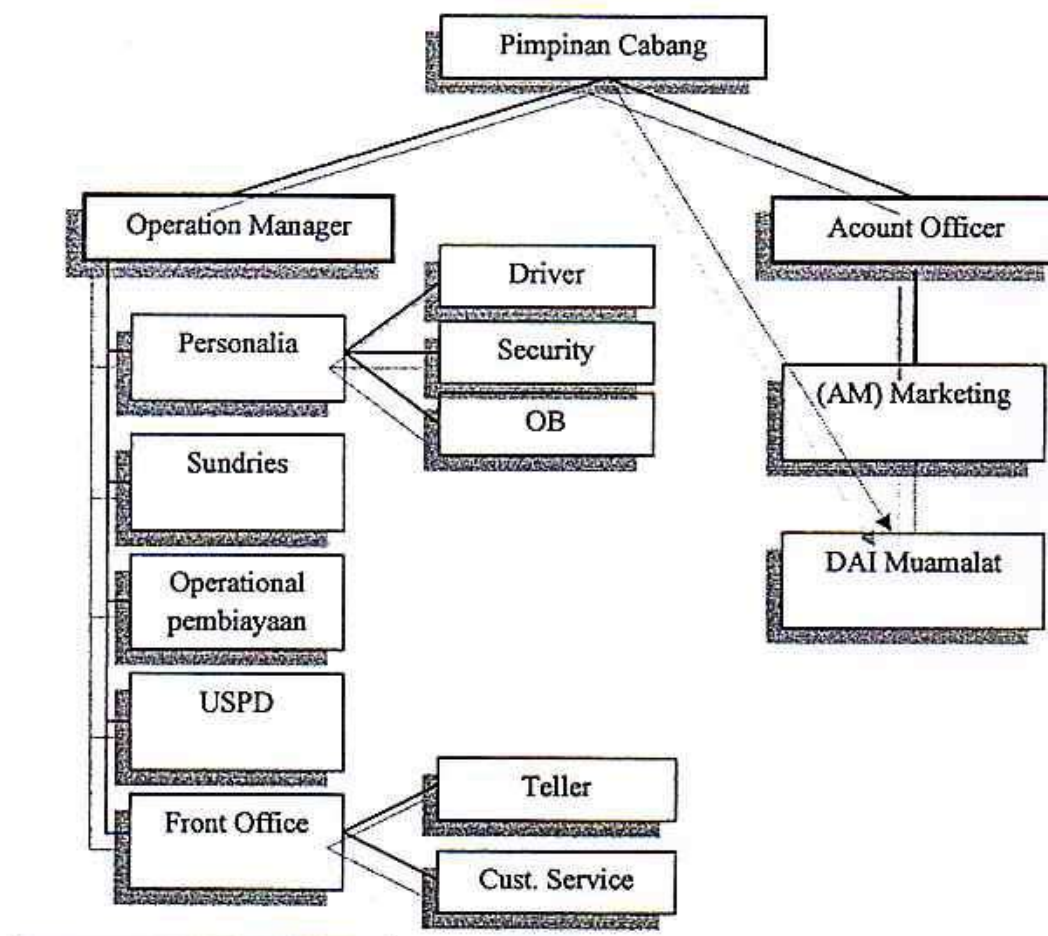 Pimpinan Cabang
Operation Manager
Acount Officer
Driver
Personalia
Security
(AM) Marketing
OB
Sundries
DAI Muamalat
Operational
pembiayaan
USPD
Teller
Front Office
Cust. Service